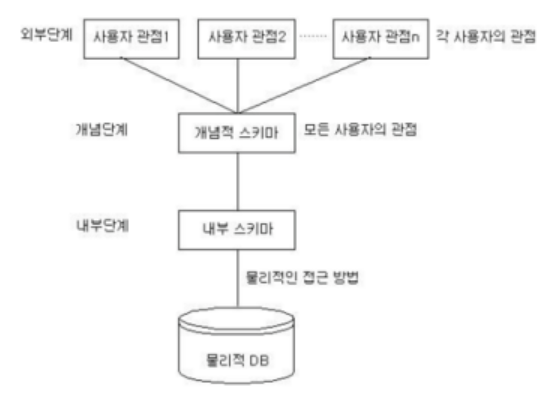 외부단계 사용자 관점1 사용자 관점2 ······· 사용자 관점n 각 사용자의 관점
개념단계 개념적 스키마 모든 사용자의 관점
내부단계 내부 스키마
물리적인 접근 방법
물리적 DB